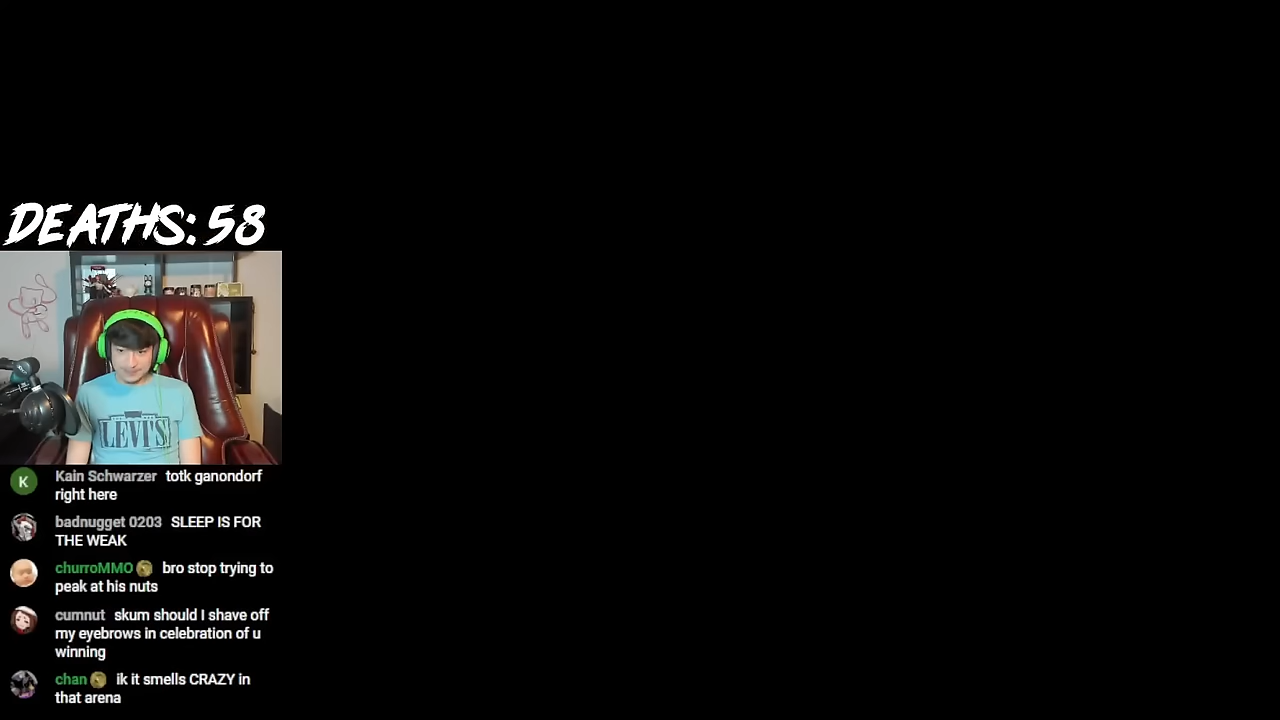 DEATHS: 58
LEVI'S
K
Kain Schwarzer totk ganondorf
right here
badnugget 0203 SLEEP IS FOR
THE WEAK
churroMMO bro stop trying to
peak at his nuts
cumnut skum should I shave off
my eyebrows in celebration of u
winning
chan ik it smells CRAZY in
that arena